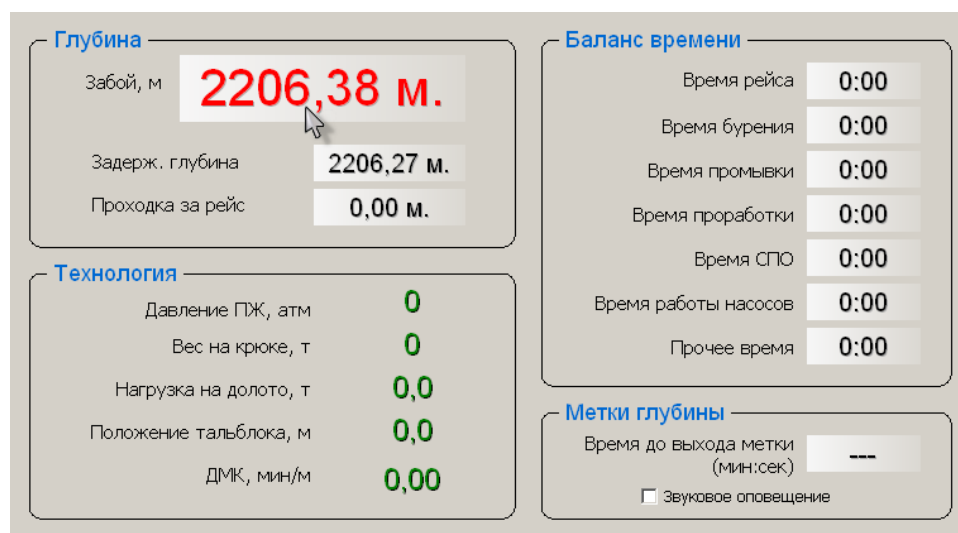 Глубина
Забой, м 2206,38 м.
Задерж. глубина 2206,27 м.
Проходка за рейс 0,00 м.
Технология
Давление ПЖ, атм 0
Вес на крюке, т 0
Нагрузка на долото, т 0,0
Положение тальблока, м 0,0
ДМК, мин/м 0,00
Баланс времени
Время рейса 0:00
Время бурения 0:00
Время промывки 0:00
Время проработки 0:00
Время СПО 0:00
Время работы насосов 0:00
Прочее время 0:00
Метки глубины
Время до выхода метки
(мин:сек) ---
Звуковое оповещение